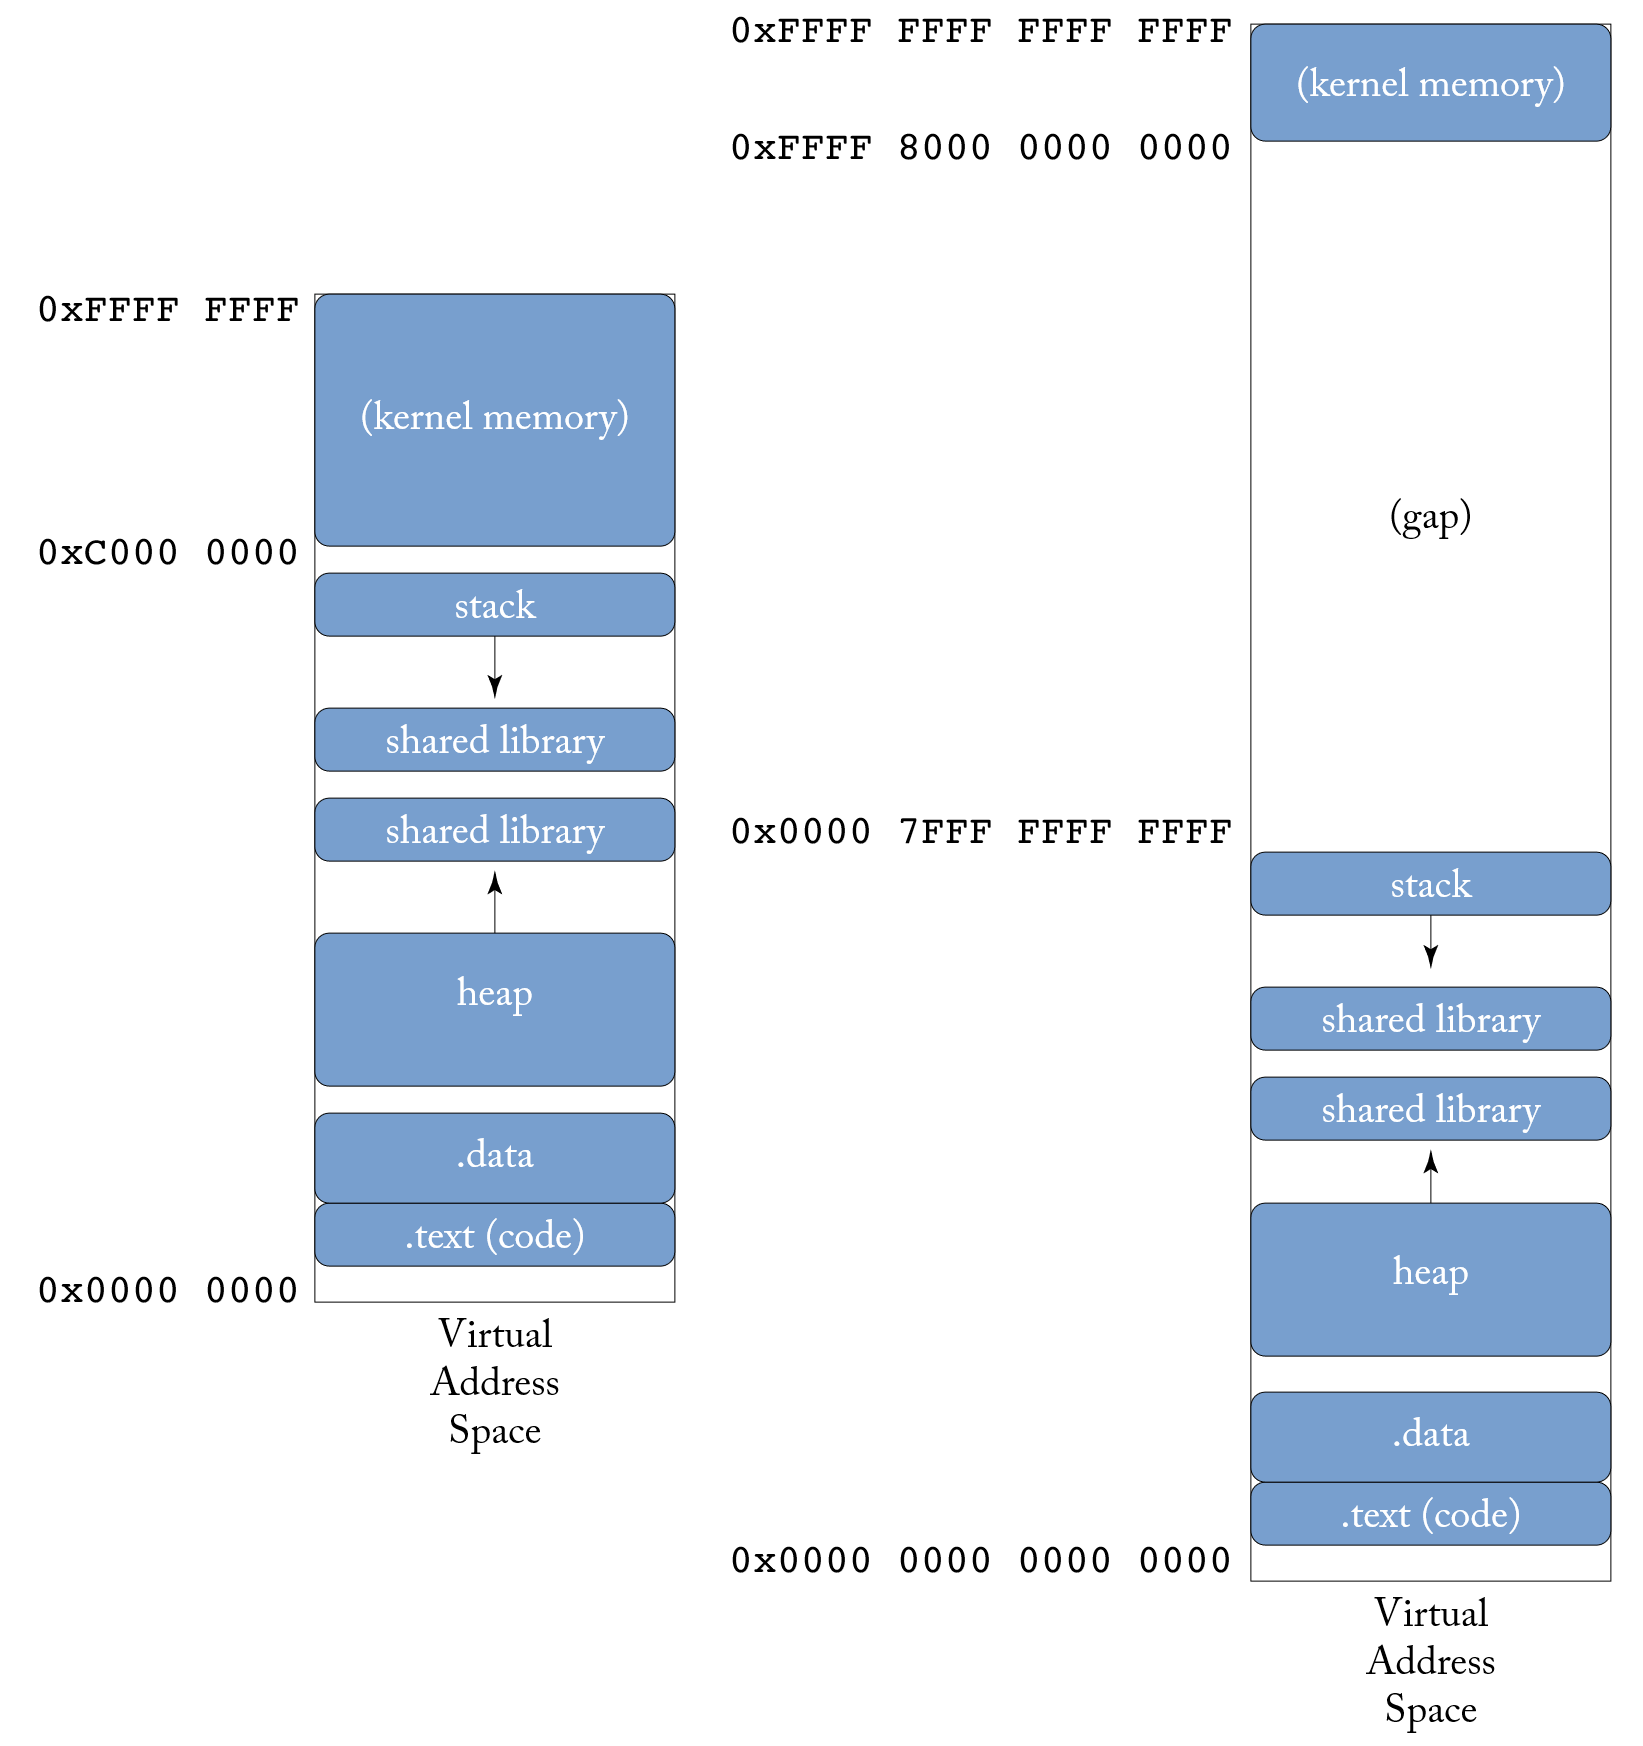 0xFFFF FFFF
(kernel memory)
0xC000 0000
stack
shared library
shared library
heap
.data
.text (code)
0x0000 0000
Virtual
Address
Space
0xFFFF FFFF FFFF FFFF
(kernel memory)
0xFFFF 8000 0000 0000
(gap)
0x0000 7FFF FFFF FFFF
stack
shared library
shared library
heap
.data
.text (code)
0x0000 0000 0000 0000
Virtual
Address
Space